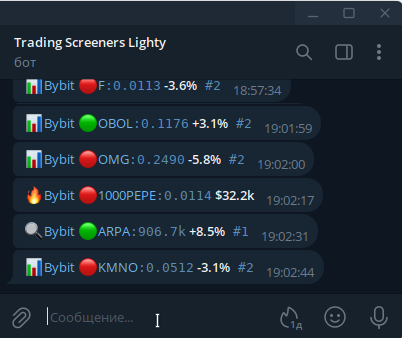 Trading Screeners Lighty
бот
Bybit F:0.0113 -3.6% #2 18:57:34
Bybit OBOL:0.1176 +3.1% #2 19:01:59
Bybit OMG:0.2490 -5.8% #2 19:02:00
Bybit 1000PEPE:0.0114 $32.2k 19:02:17
Bybit ARPA:906.7k +8.5% #1 19:02:31
Bybit KMNO:0.0512 -3.1% #2 19:02:44
Сообщение...
1д